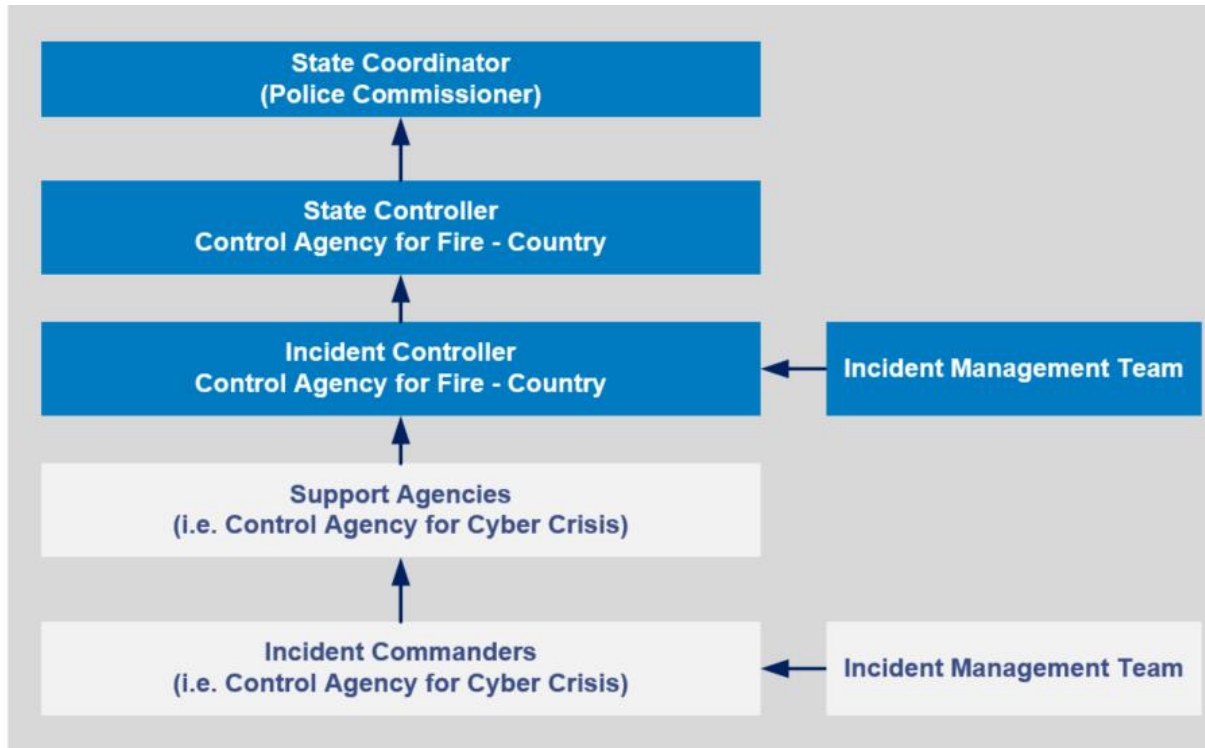 State Coordinator
(Police Commissioner)
State Controller
Control Agency for Fire - Country
Incident Controller
Control Agency for Fire - Country
Incident Management Team
Support Agencies
(i.e. Control Agency for Cyber Crisis)
Incident Commanders
(i.e. Control Agency for Cyber Crisis)
Incident Management Team